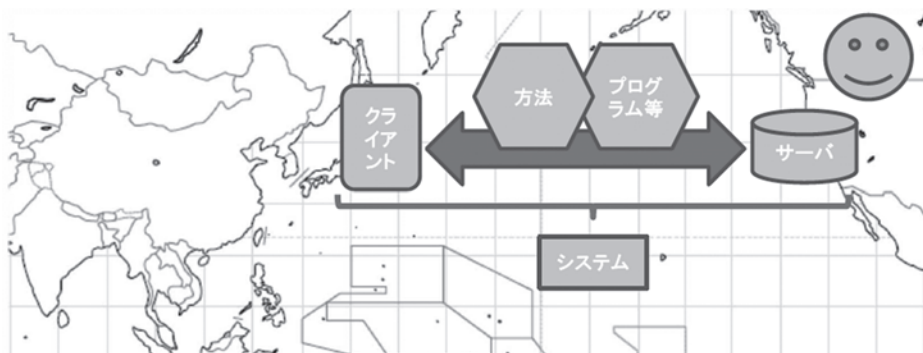 クラ
イア
ント
方法
プログ
ラム等
サーバ
システム